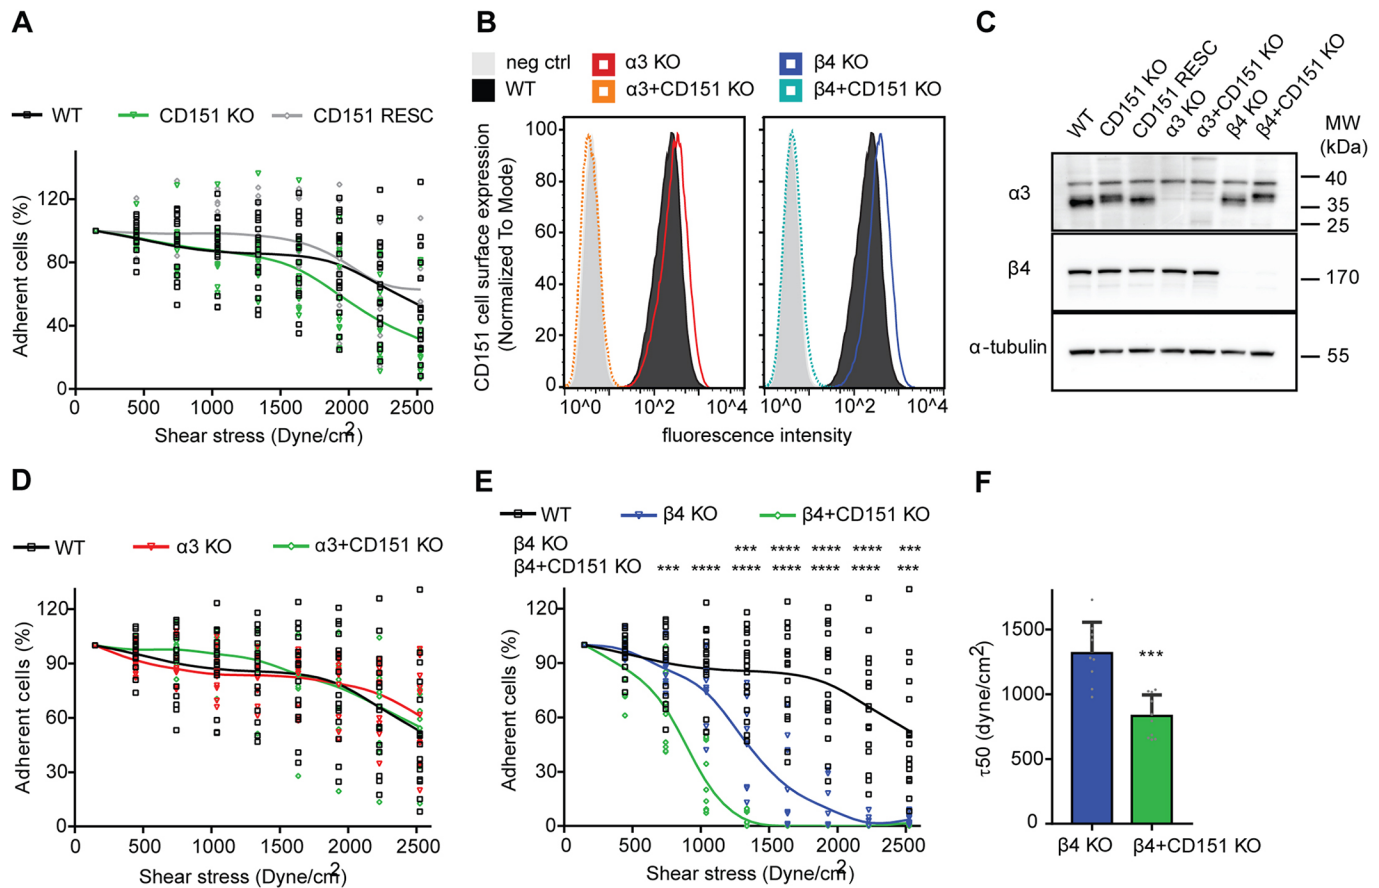 A
WT
CD151 KO
CD151 RESC
Adherent cells (%)
120
80
40
0
0
500
1000
1500
2000
2500
Shear stress (Dyne/cm2)
B
neg ctrl
α3 KO
β4 KO
WT
α3+CD151 KO
β4+CD151 KO
CD151 cell surface expression
(Normalized To Mode)
100
80
60
40
20
0
10^0
10^2
10^4
10^0
10^2
10^4
fluorescence intensity
C
WT
CD151 KO
CD151 RESC
α3 KO
α3+CD151 KO
β4 KO
β4+CD151 KO
MW
(kDa)
α3
40
35
25
β4
170
α-tubulin
55
D
WT
α3 KO
α3+CD151 KO
Adherent cells (%)
120
90
60
30
0
0
500
1000
1500
2000
2500
Shear stress (Dyne/cm2)
E
WT
β4 KO
β4+CD151 KO
β4 KO *** **** **** **** ***
β4+CD151 KO *** **** **** **** **** **** ***
Adherent cells (%)
120
90
60
30
0
0
500
1000
1500
2000
2500
Shear stress (Dyne/cm2)
F
τ50 (dyne/cm2)
1500
1000
500
0
***
β4 KO
β4+CD151 KO